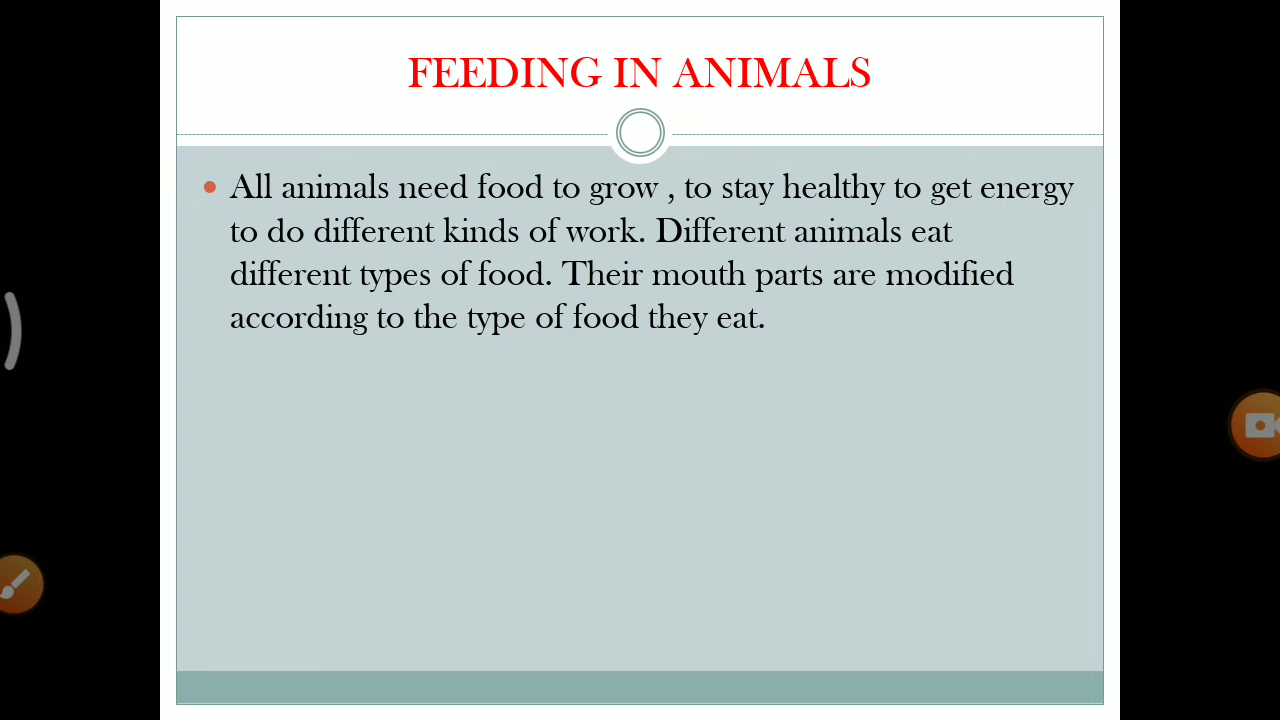 FEEDING IN ANIMALS
All animals need food to grow , to stay healthy to get energy
to do different kinds of work. Different animals eat
different types of food. Their mouth parts are modified
according to the type of food they eat.